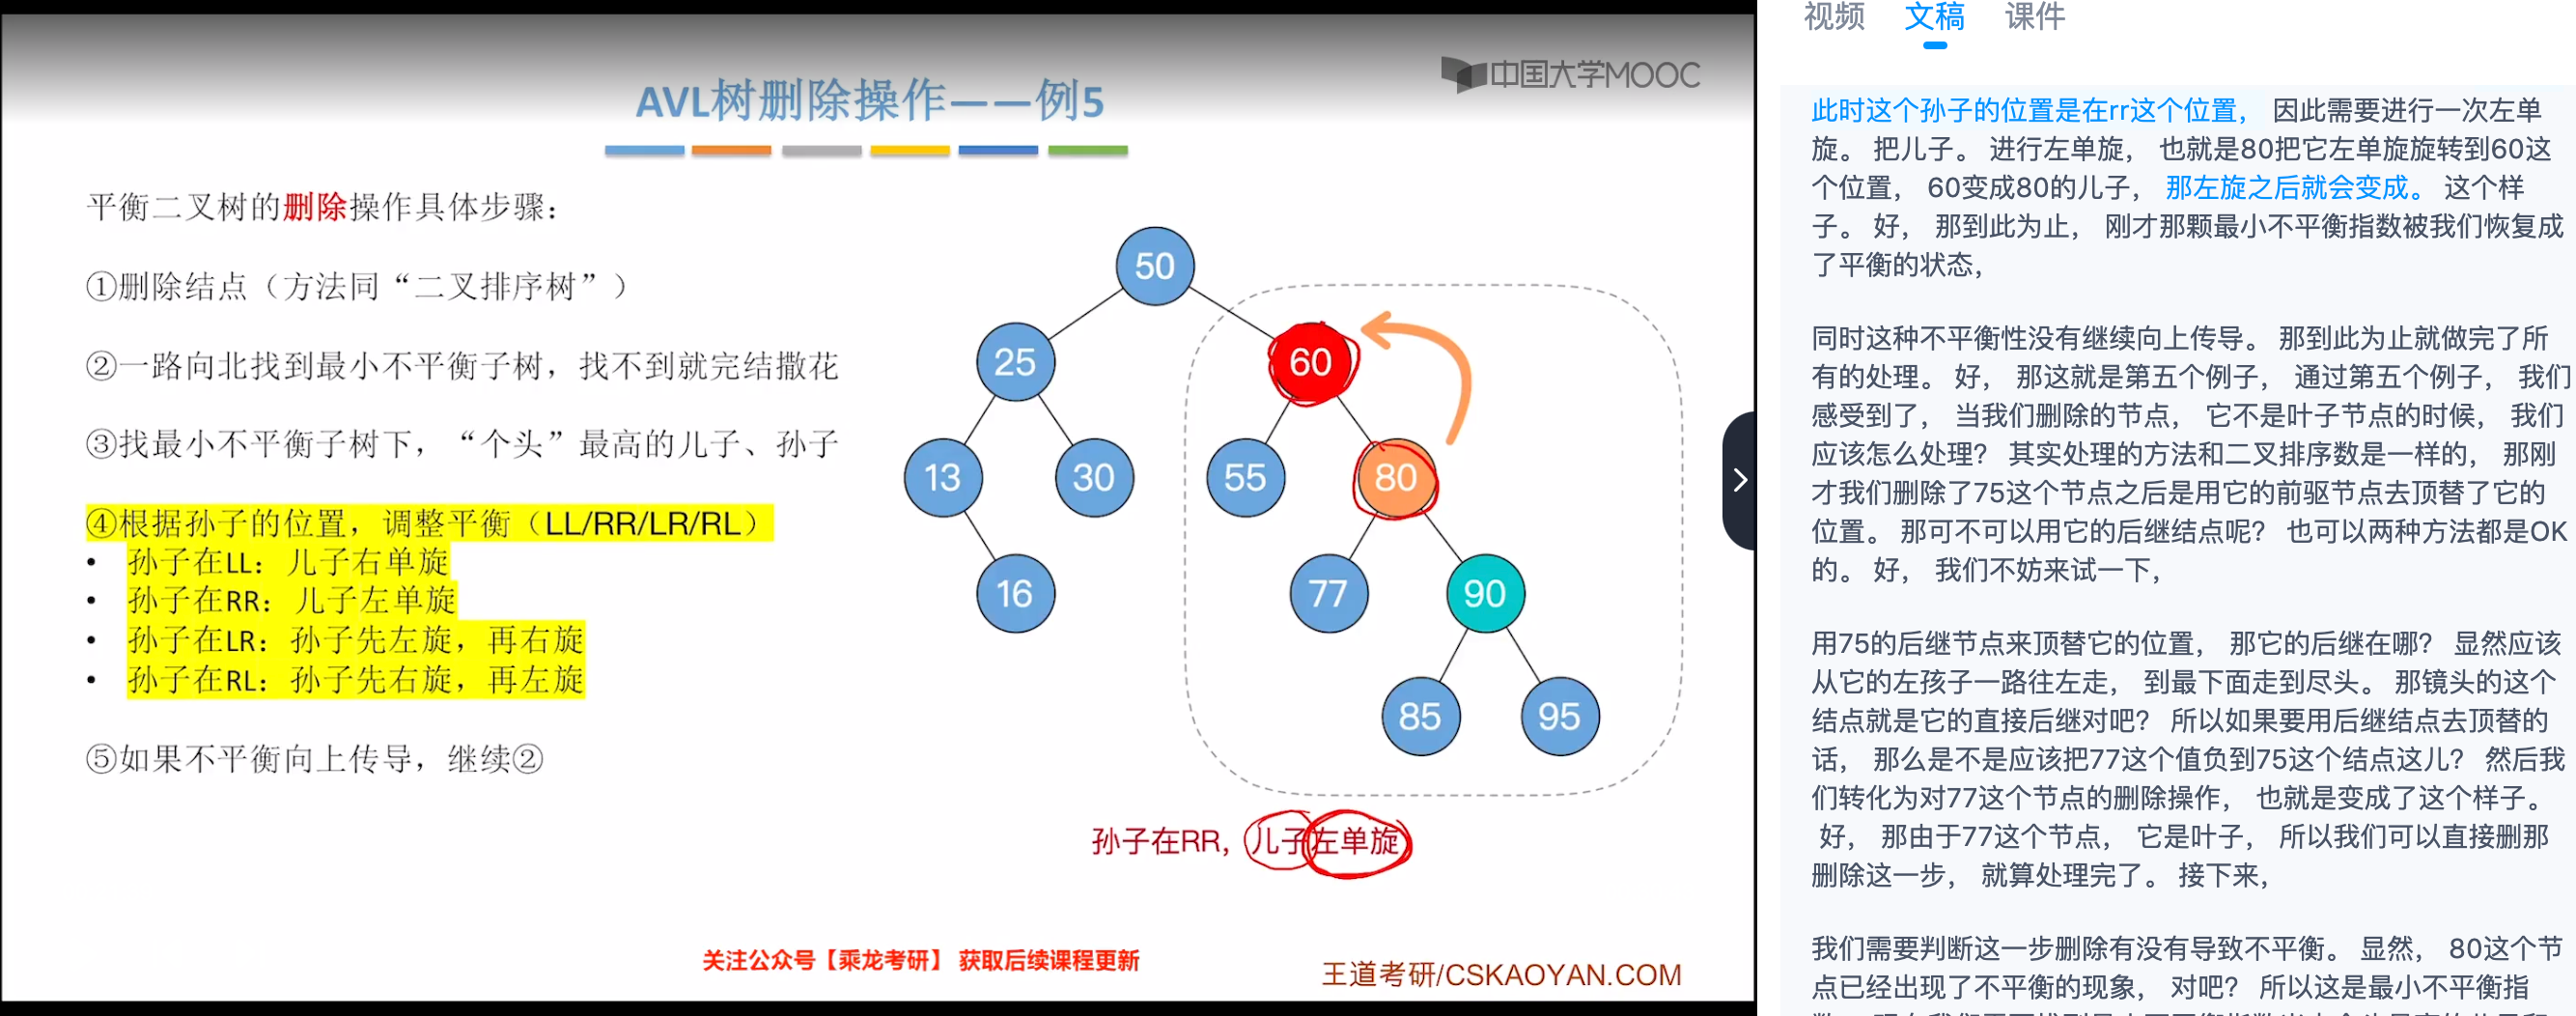 中国大学MOOC
AVL树删除操作——例5
平衡二叉树的删除操作具体步骤：
①删除结点（方法同“二叉排序树”）
②一路向北找到最小不平衡子树，找不到就完结撒花
③找最小不平衡子树下，“个头”最高的儿子、孙子
④根据孙子的位置，调整平衡（LL/RR/LR/RL）
• 孙子在LL：儿子右单旋
• 孙子在RR：儿子左单旋
• 孙子在LR：孙子先左旋，再右旋
• 孙子在RL：孙子先右旋，再左旋
⑤如果不平衡向上传导，继续②
50
25
60
13
30
55
80
16
77
90
85
95
孙子在RR，儿子左单旋
关注公众号【乘龙考研】 获取后续课程更新
王道考研/CSKAOYAN.COM
视频 文稿 课件
此时这个孙子的位置是在rr这个位置， 因此需要进行一次左单
旋。 把儿子。 进行左单旋， 也就是80把它左单旋旋转到60这
个位置， 60变成80的儿子， 那左旋之后就会变成。 这个样
子。 好， 那到此为止， 刚才那颗最小不平衡指数被我们恢复成
了平衡的状态，
同时这种不平衡性没有继续向上传导。 那到此为止就做完了所
有的处理。 好， 那这就是第五个例子， 通过第五个例子， 我们
感受到了， 当我们删除的节点， 它不是叶子节点的时候， 我们
应该怎么处理？ 其实处理的方法和二叉排序数是一样的， 那刚
才我们删除了75这个节点之后是用它的前驱节点去顶替了它的
位置。 那可不可以用它的后继结点呢？ 也可以两种方法都是OK
的。 好， 我们不妨来试一下，
用75的后继节点来顶替它的位置， 那它的后继在哪？ 显然应该
从它的左孩子一路往左走， 到最下面走到尽头。 那镜头的这个
结点就是它的直接后继对吧？ 所以如果要用后继结点去顶替的
话， 那么是不是应该把77这个值负到75这个结点这儿？ 然后我
们转化为对77这个节点的删除操作， 也就是变成了这个样子。
好， 那由于77这个节点， 它是叶子， 所以我们可以直接删那
删除这一步， 就算处理完了。 接下来，
我们需要判断这一步删除有没有导致不平衡。 显然， 80这个节
点已经出现了不平衡的现象， 对吧？ 所以这是最小不平衡指